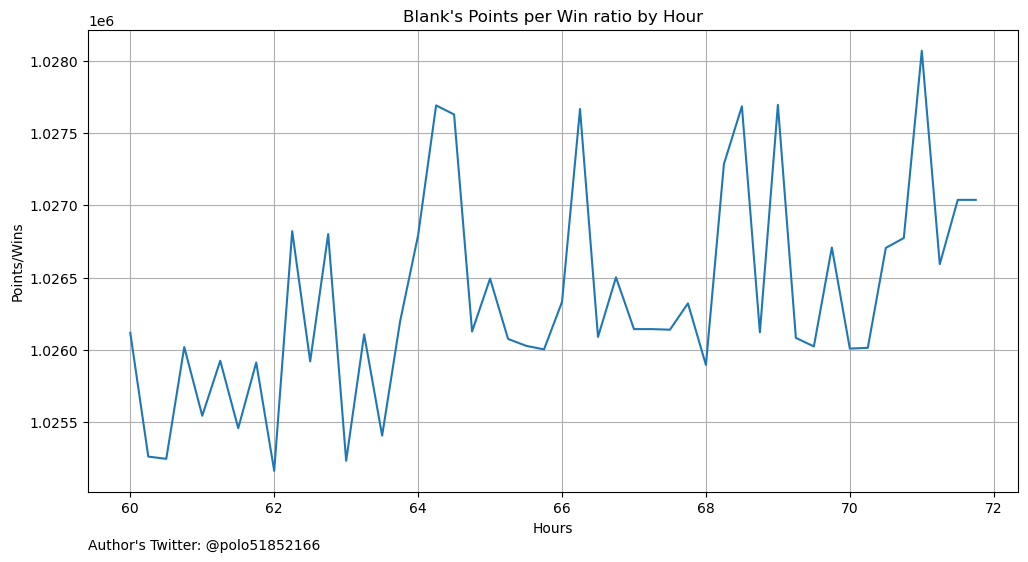 Blank's Points per Win ratio by Hour
1e6
1.0280
1.0275
1.0270
1.0265
1.0260
1.0255
Points/Wins
60 62 64 66 68 70 72
Hours
Author's Twitter: @polo51852166